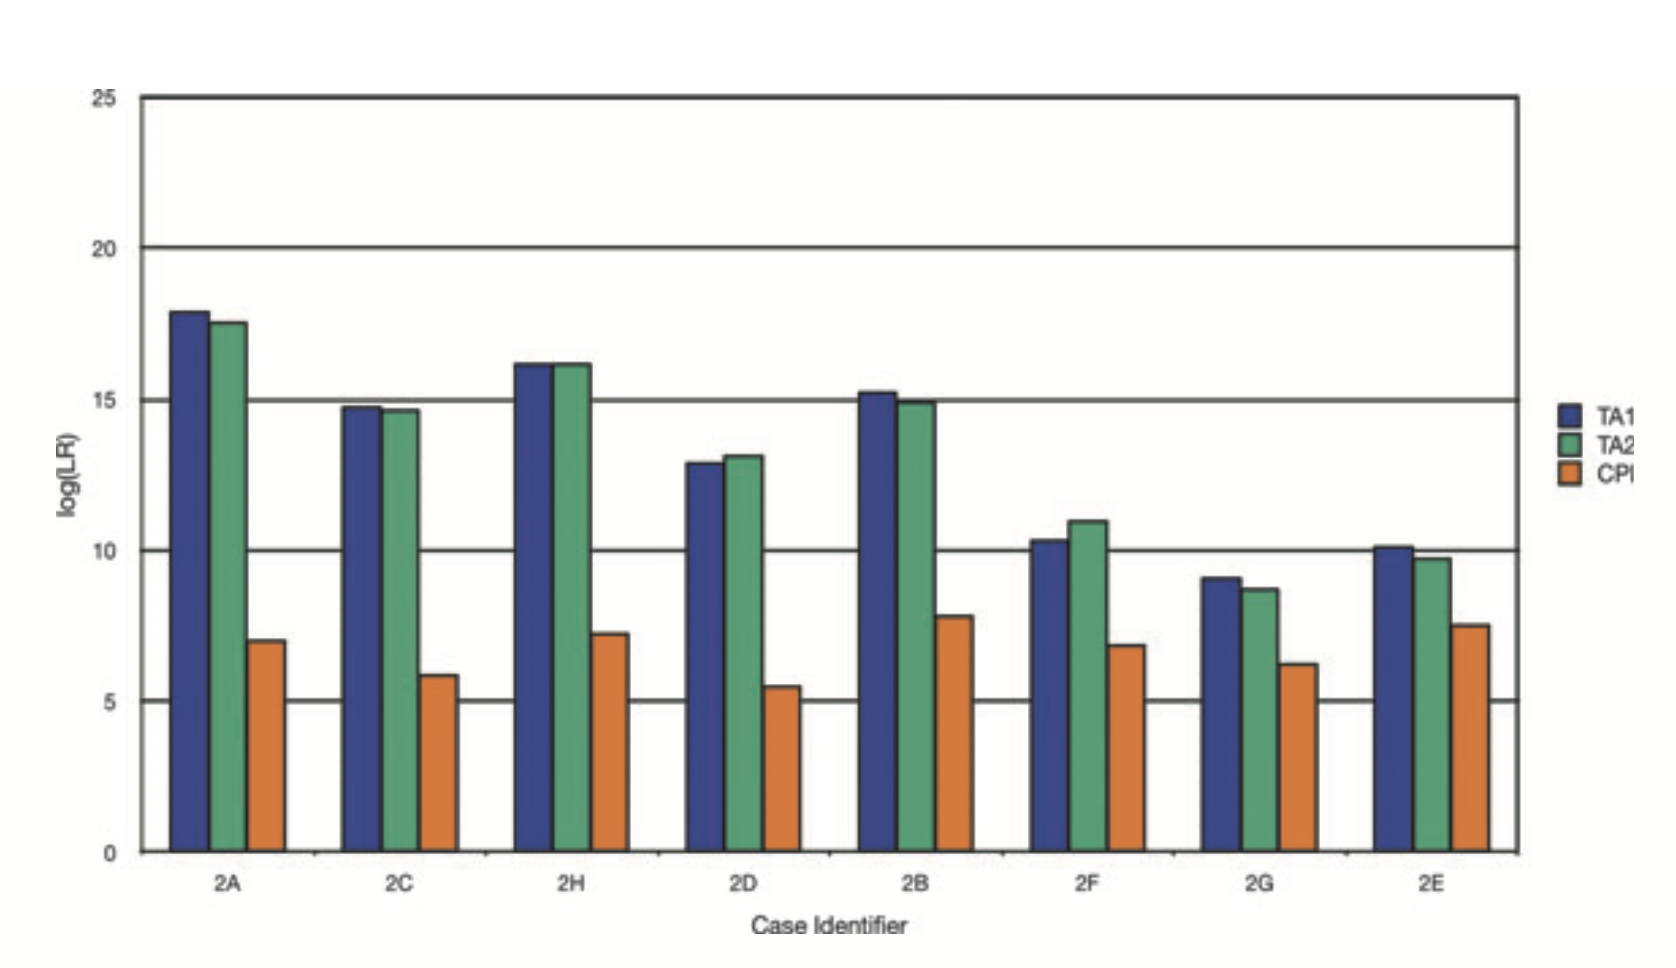 25
20
15
10
5
0
log(LR)
2A 2C 2H 2D 2B 2F 2G 2E
Case Identifier
TA1
TA2
CPI